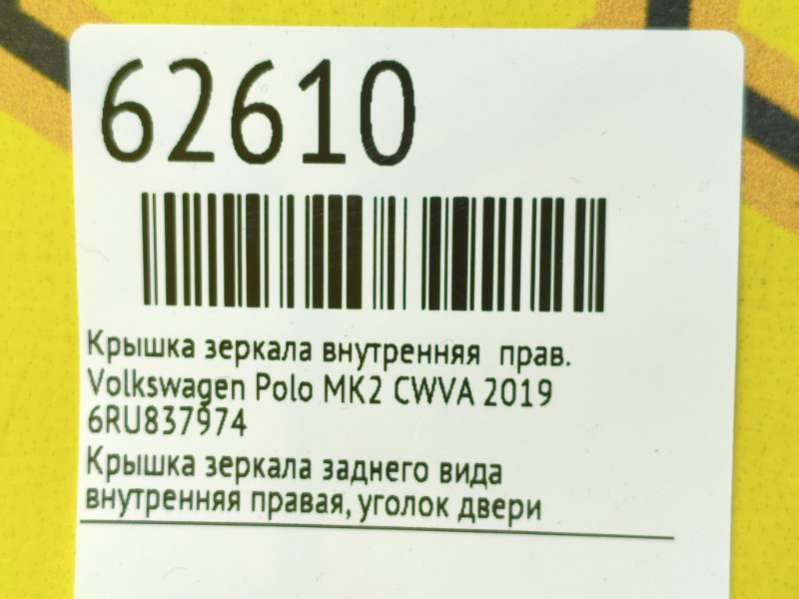 62610
Крышка зеркала внутренняя прав.
Volkswagen Polo MK2 CWVA 2019
6RU837974
Крышка зеркала заднего вида
внутренняя правая, уголок двери